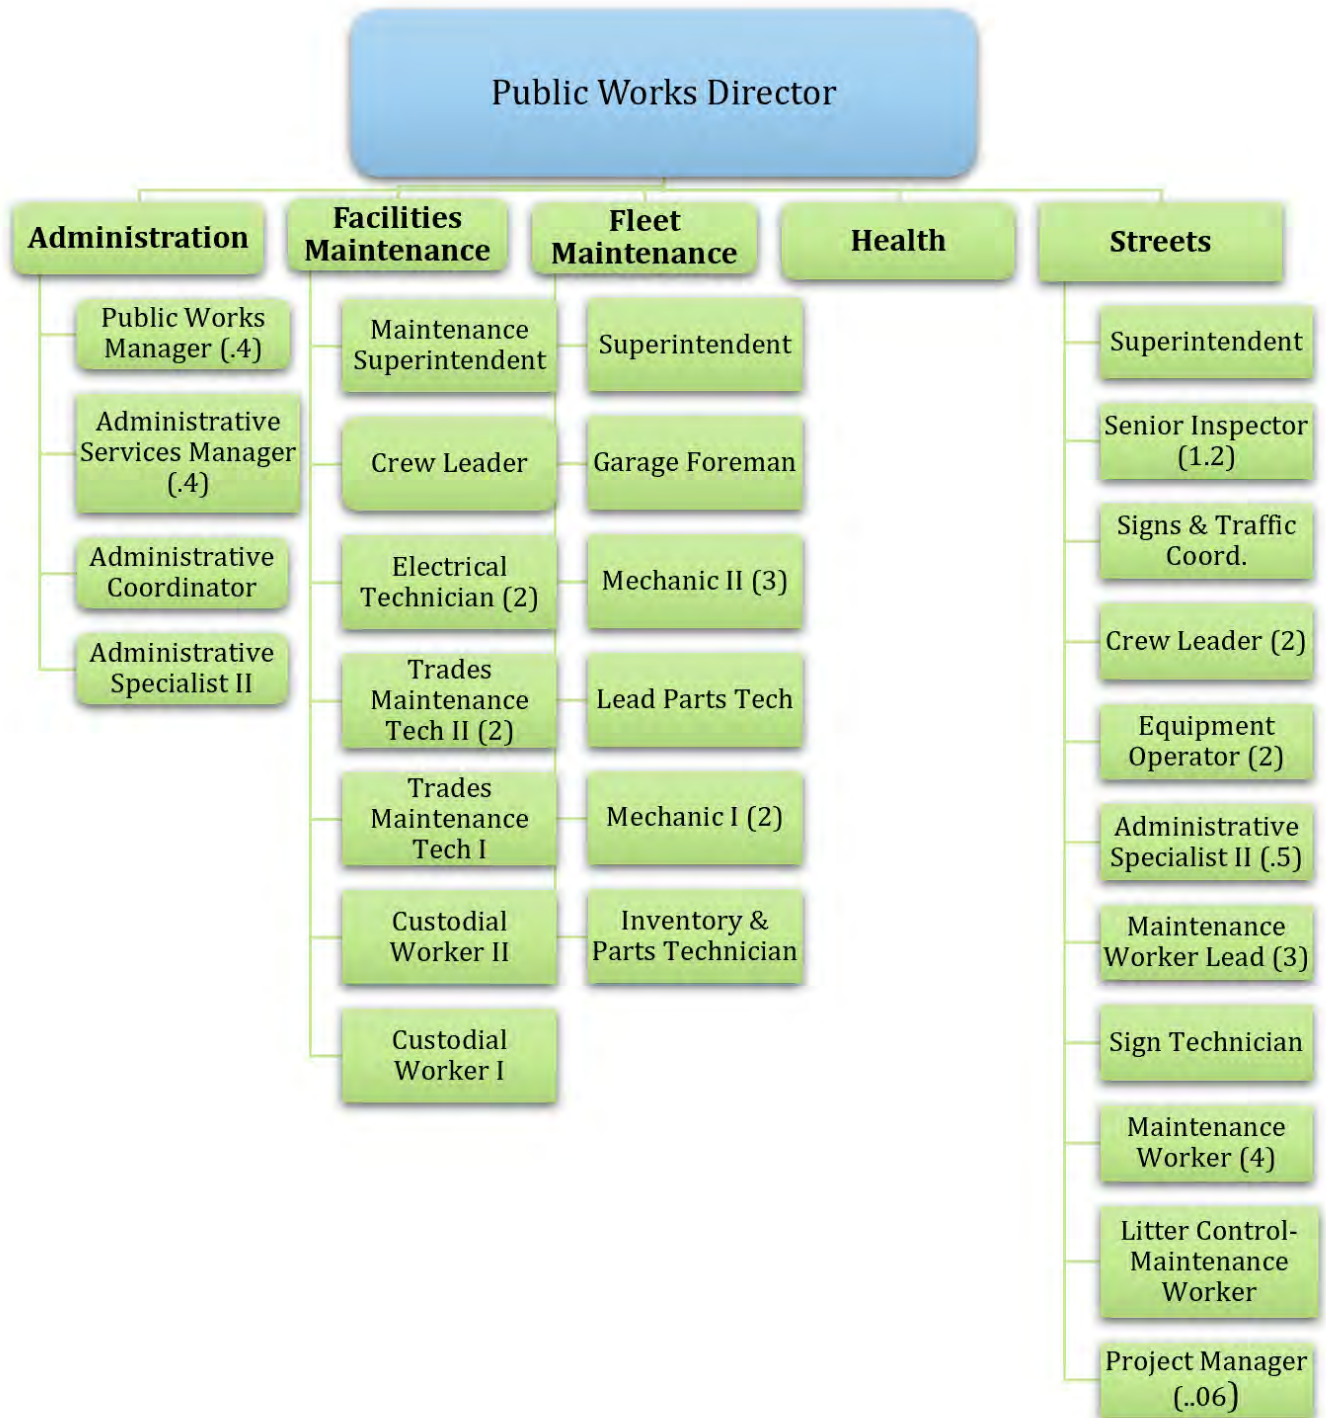 Public Works Director
Administration
Public Works
Manager (.4)
Administrative
Services Manager
(.4)
Administrative
Coordinator
Administrative
Specialist II
Facilities
Maintenance
Maintenance
Superintendent
Crew Leader
Electrical
Technician (2)
Trades
Maintenance
Tech II (2)
Trades
Maintenance
Tech I
Custodial
Worker II
Custodial
Worker I
Fleet
Maintenance
Superintendent
Garage Foreman
Mechanic II (3)
Lead Parts Tech
Mechanic I (2)
Inventory &
Parts Technician
Health
Streets
Superintendent
Senior Inspector
(1.2)
Signs & Traffic
Coord.
Crew Leader (2)
Equipment
Operator (2)
Administrative
Specialist II (.5)
Maintenance
Worker Lead (3)
Sign Technician
Maintenance
Worker (4)
Litter Control-
Maintenance
Worker
Project Manager
(..06)